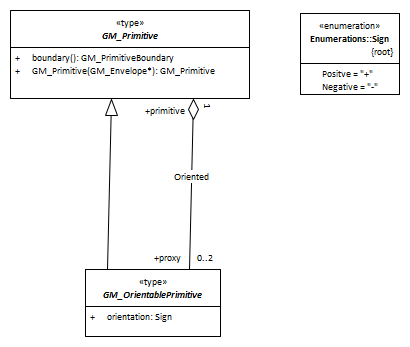 «type»
GM_Primitive
+ boundary(): GM_PrimitiveBoundary
+ GM_Primitive(GM_Envelope*): GM_Primitive
«enumeration»
Enumerations::Sign
{root}
Positve = "+"
Negative = "-"
+primitive 1
Oriented
+proxy 0..2
«type»
GM_OrientablePrimitive
+ orientation: Sign